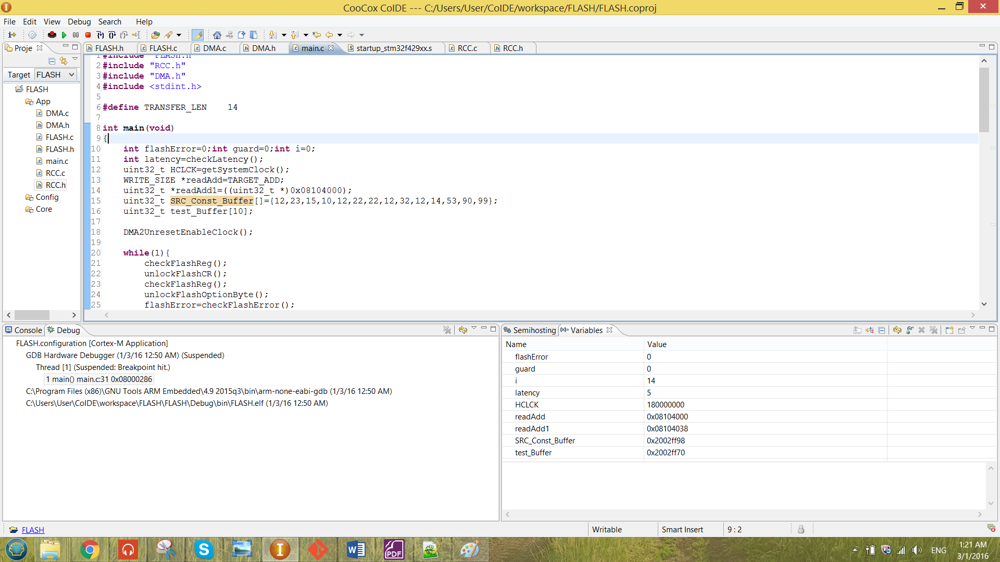 CooCox CoIDE --- C:/Users/User/CoIDE/workspace/FLASH/FLASH.coproj
File Edit View Debug Search Help
Proje
FLASH.h FLASH.c DMA.c DMA.h main.c startup_stm32f429xx.s RCC.c RCC.h
Target FLASH
FLASH
App
DMA.c
DMA.h
FLASH.c
FLASH.h
main.c
RCC.c
RCC.h
Config
Core
1 #include "FLASH.h"
2 #include "RCC.h"
3 #include "DMA.h"
4 #include <stdint.h>
5
6 #define TRANSFER_LEN    14
7
8 int main(void)
9 {
10     int flashError=0;int guard=0;int i=0;
11     int latency=checkLatency();
12     uint32_t HCLCK=getSystemClock();
13     WRITE_SIZE *readAdd=TARGET_ADD;
14     uint32_t *readAdd1=((uint32_t *)0x08104000);
15     uint32_t SRC_Const_Buffer[]={12,23,15,10,12,22,22,12,32,12,14,53,90,99};
16     uint32_t test_Buffer[10];
17
18     DMA2UnresetEnableClock();
19
20     while(1){
21         checkFlashReg();
22         unlockFlashCR();
23         checkFlashReg();
24         unlockFlashOptionByte();
25         flashError=checkFlashError();
Console Debug
FLASH.configuration [Cortex-M Application]
GDB Hardware Debugger (1/3/16 12:50 AM) (Suspended)
Thread [1] (Suspended: Breakpoint hit.)
1 main() main.c:31 0x08000286
C:\Program Files (x86)\GNU Tools ARM Embedded\4.9 2015q3\bin\arm-none-eabi-gdb (1/3/16 12:50 AM)
C:\Users\User\CoIDE\workspace\FLASH\FLASH\Debug\bin\FLASH.elf (1/3/16 12:50 AM)
Semihosting (x)= Variables
Name Value
flashError 0
guard 0
i 14
latency 5
HCLCK 180000000
readAdd 0x08104000
readAdd1 0x08104038
SRC_Const_Buffer 0x2002ff98
test_Buffer 0x2002ff70
FLASH
Writable Smart Insert 9 : 2
ENG
1:21 AM
3/1/2016